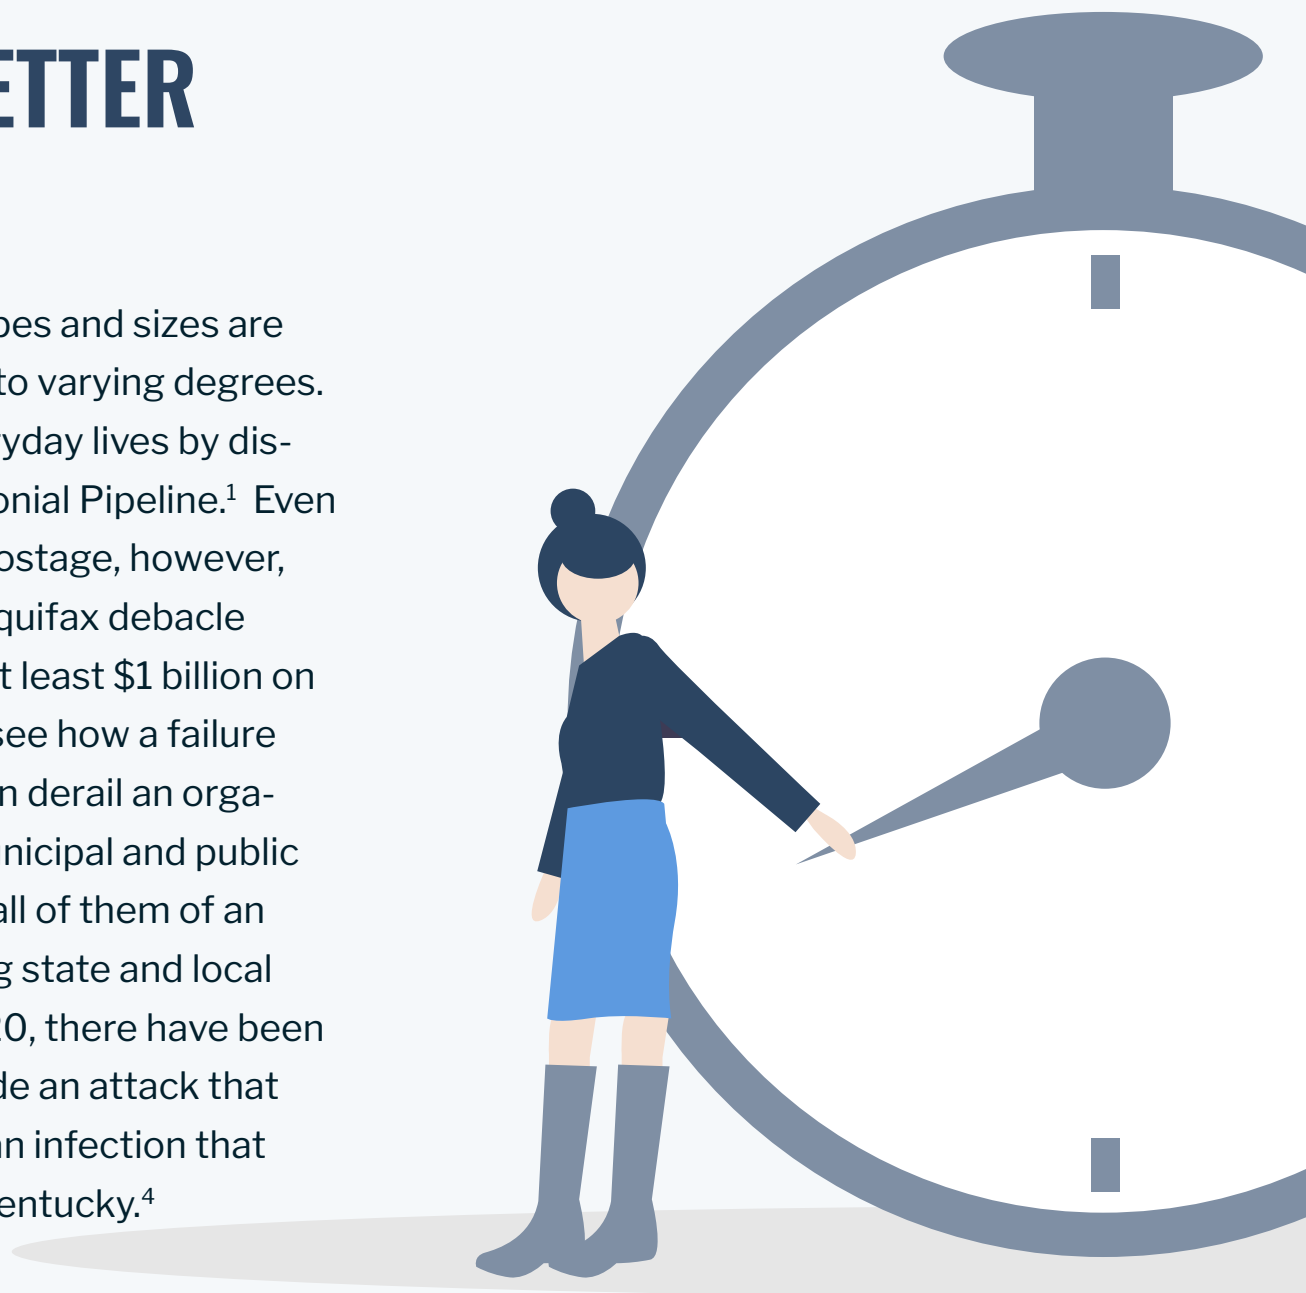 ETTER
pes and sizes are
to varying degrees.
yday lives by dis-
onial Pipeline.¹ Even
ostage, however,
quifax debacle
t least $1 billion on
see how a failure
n derail an orga-
nicipal and public
all of them of an
g state and local
20, there have been
de an attack that
an infection that
entucky.⁴